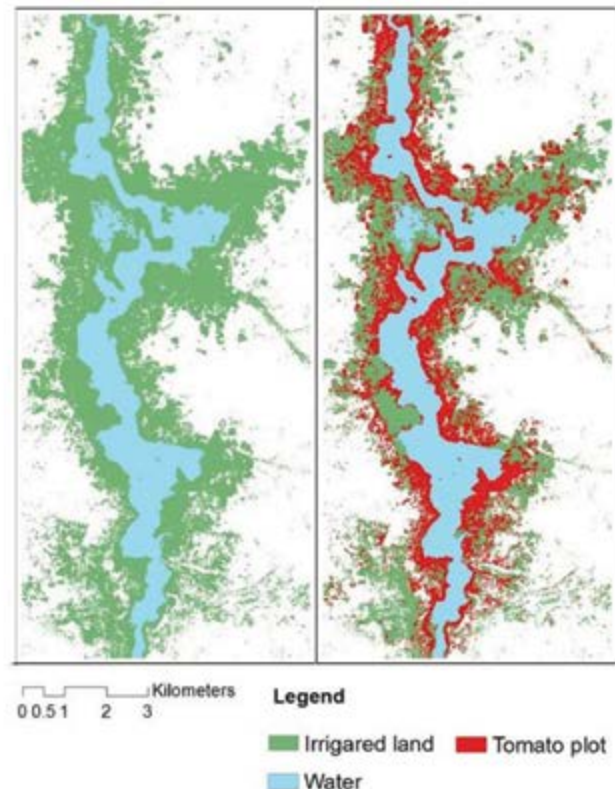 Kilometers
0 0.5 1 2 3
Legend
Irrigared land
Tomato plot
Water